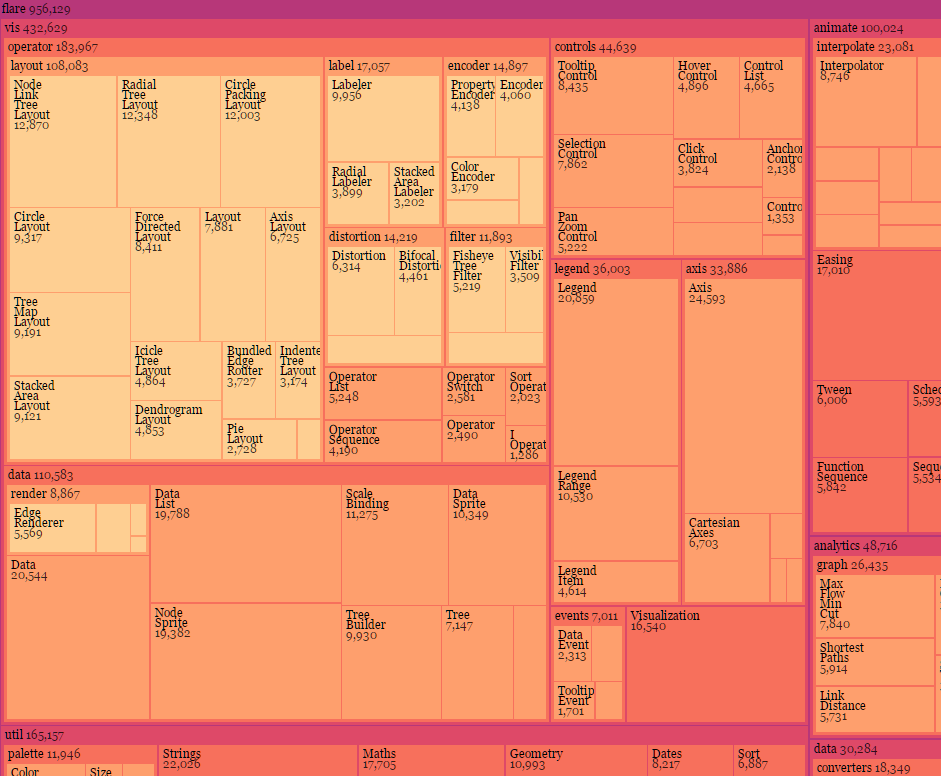 flare 956,129
vis 432,629
operator 183,967
layout 108,083
Node
Link
Tree
Layout
12,870
Radial
Tree
Layout
12,348
Circle
Packing
Layout
12,003
Circle
Layout
9,317
Tree
Map
Layout
9,191
Stacked
Area
Layout
9,121
Force
Directed
Layout
8,411
Layout
7,881
Axis
Layout
6,725
Icicle
Tree
Layout
4,864
Dendrogram
Layout
4,853
Bundled
Edge
Router
3,727
Indente
Tree
Layout
3,174
Pie
Layout
2,728
label 17,057
Labeler
9,956
Radial
Labeler
3,899
Stacked
Area
Labeler
3,202
encoder 14,897
Property
Encoder
4,138
Encoder
4,060
Color
Encoder
3,179
distortion 14,219
Distortion
6,314
Bifocal
Distorti
4,461
filter 11,893
Fisheye
Tree
Filter
5,219
Visibil
Filter
3,509
Operator
List
5,248
Operator
Sequence
4,190
Operator
Switch
2,581
Operator
2,490
Sort
Operat
2,023
I
Operat
1,286
data 110,583
render 8,867
Edge
Renderer
5,569
Data
20,544
Data
List
19,788
Node
Sprite
19,382
Scale
Binding
11,275
Data
Sprite
10,349
Tree
Builder
9,930
Tree
7,147
controls 44,639
Tooltip
Control
8,435
Selection
Control
7,862
Pan
Zoom
Control
5,222
Hover
Control
4,896
Control
List
4,665
Click
Control
3,824
Anchor
Contro
2,138
Contro
1,353
legend 36,003
Legend
20,859
Legend
Range
10,530
Legend
Item
4,614
axis 33,886
Axis
24,593
Cartesian
Axes
6,703
events 7,011
Data
Event
2,313
Tooltip
Event
1,701
Visualization
16,540
util 165,157
palette 11,946
Color
Size
Strings
22,026
Maths
17,705
Geometry
10,993
Dates
8,217
Sort
6,887
animate 100,024
interpolate 23,081
Interpolator
8,746
Easing
17,010
Tween
6,006
Sched
5,593
Function
Sequence
5,842
Seque
5,534
analytics 48,716
graph 26,435
Max
Flow
Min
Cut
7,840
Shortest
Paths
5,914
Link
Distance
5,731
data 30,284
converters 18,349